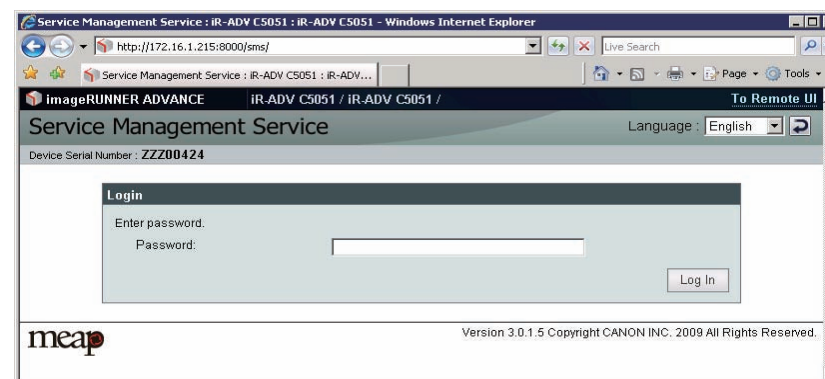 Service Management Service : iR-ADV C5051 : iR-ADV C5051 - Windows Internet Explorer
http://172.16.1.215:8000/sms/
Live Search
Service Management Service : iR-ADV C5051 : iR-ADV...
Page
Tools
imageRUNNER ADVANCE iR-ADV C5051 / iR-ADV C5051 /
To Remote UI
Service Management Service
Language : English
Device Serial Number : ZZZ00424
Login
Enter password.
Password:
Log In
meap
Version 3.0.1.5 Copyright CANON INC. 2009 All Rights Reserved.